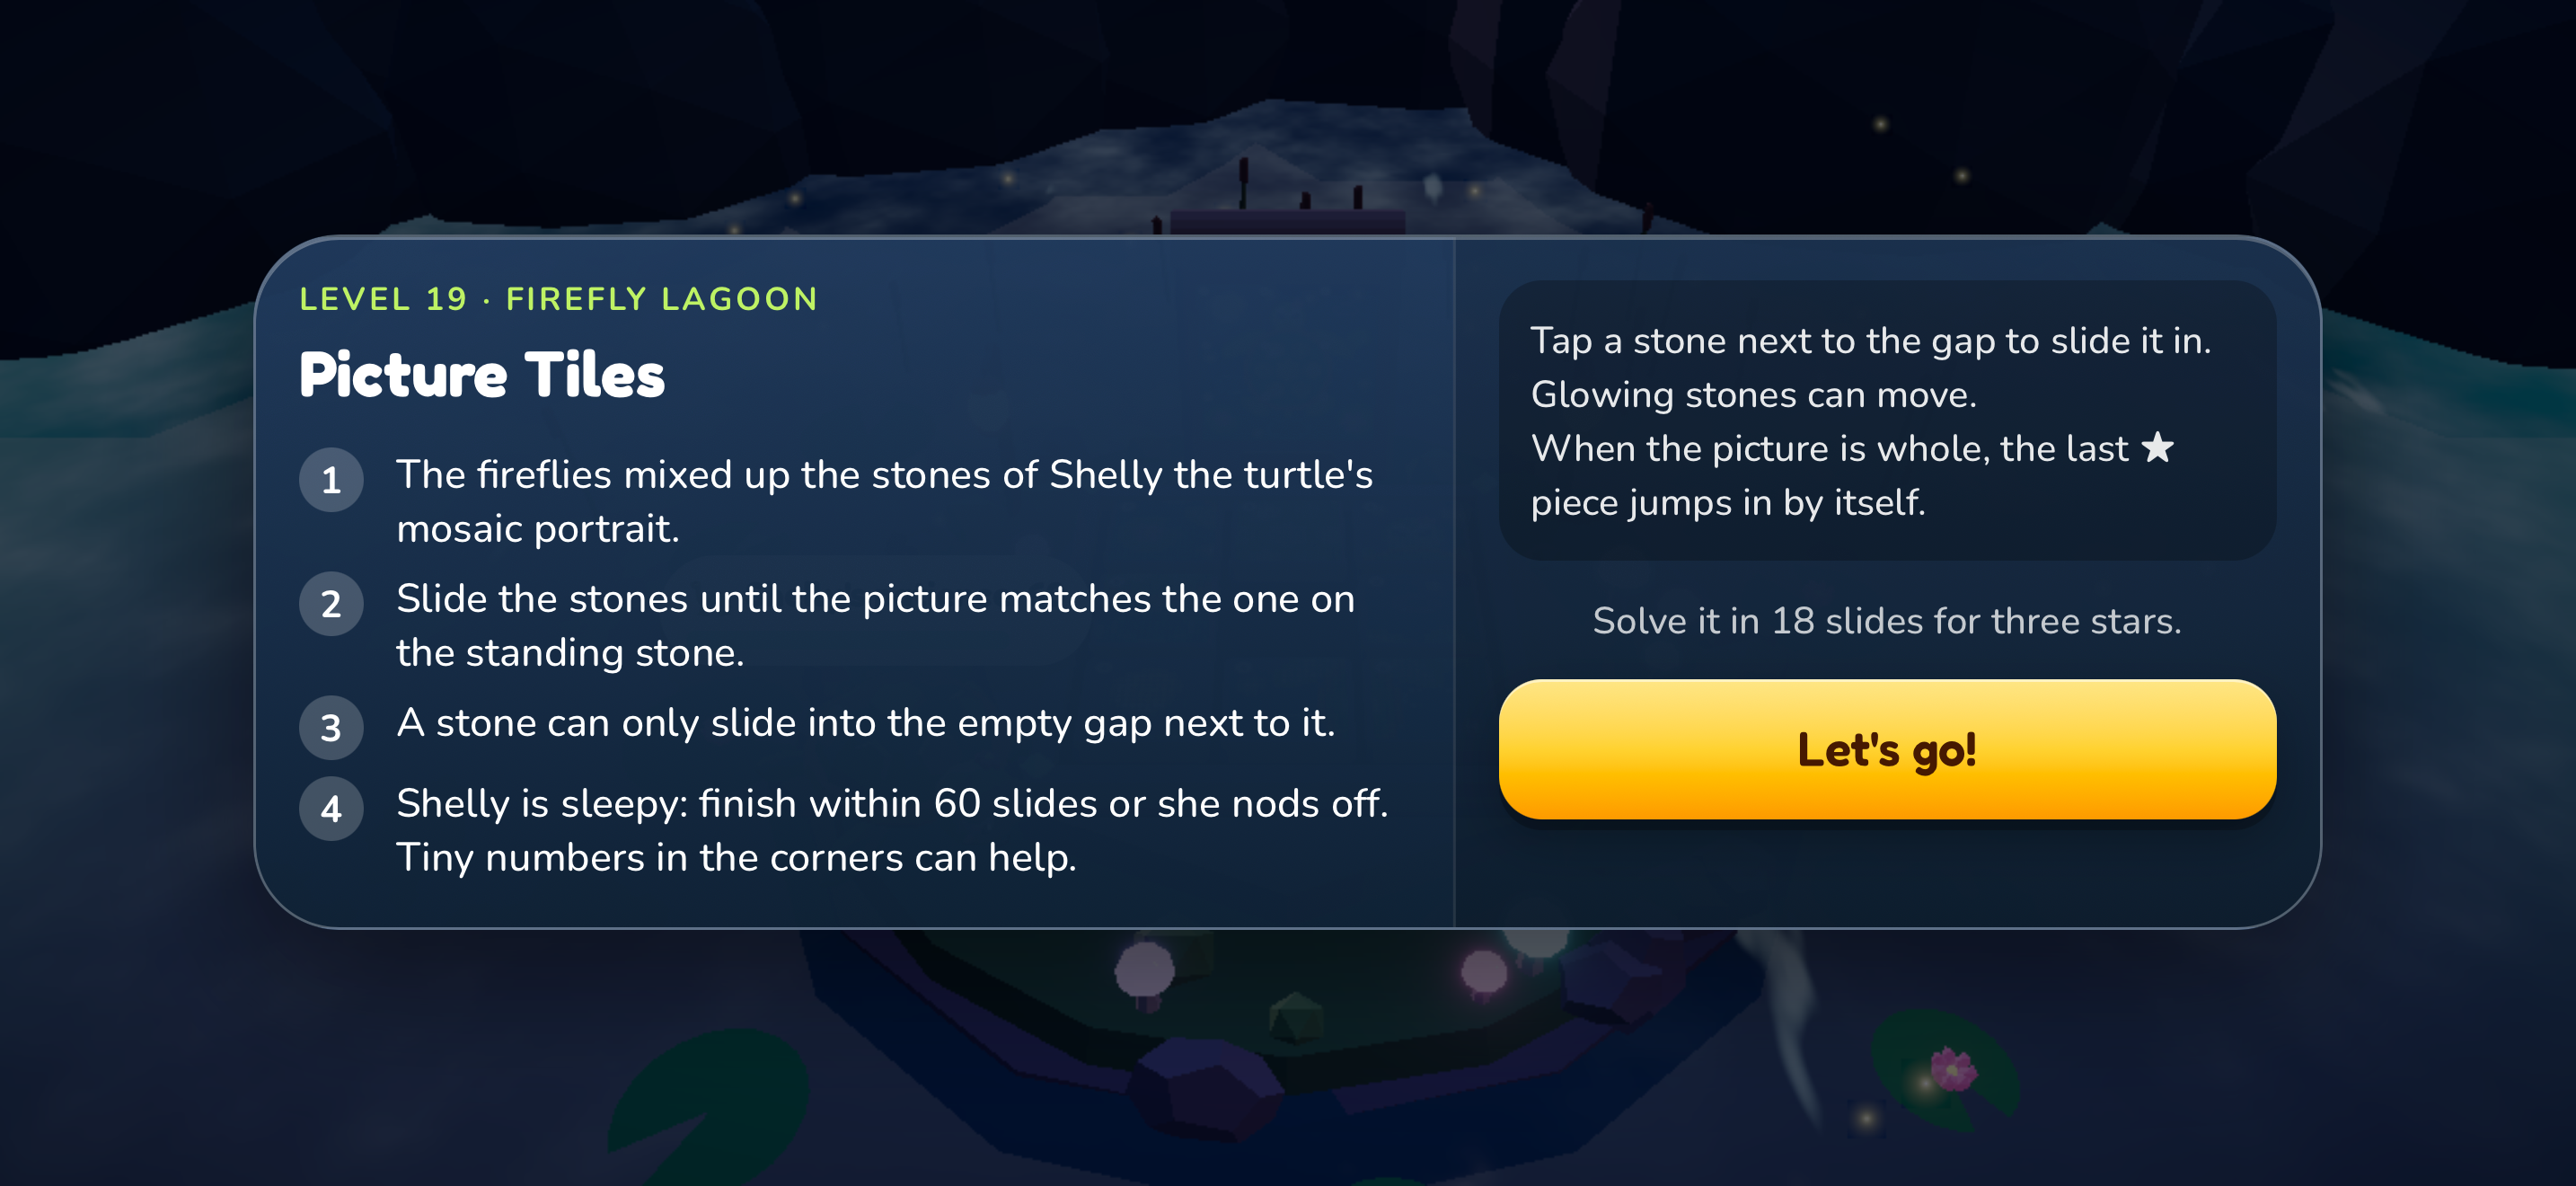 LEVEL 19 · FIREFLY LAGOON
Picture Tiles
1 The fireflies mixed up the stones of Shelly the turtle's
mosaic portrait.
2 Slide the stones until the picture matches the one on
the standing stone.
3 A stone can only slide into the empty gap next to it.
4 Shelly is sleepy: finish within 60 slides or she nods off.
Tiny numbers in the corners can help.
Tap a stone next to the gap to slide it in.
Glowing stones can move.
When the picture is whole, the last ★
piece jumps in by itself.
Solve it in 18 slides for three stars.
Let's go!